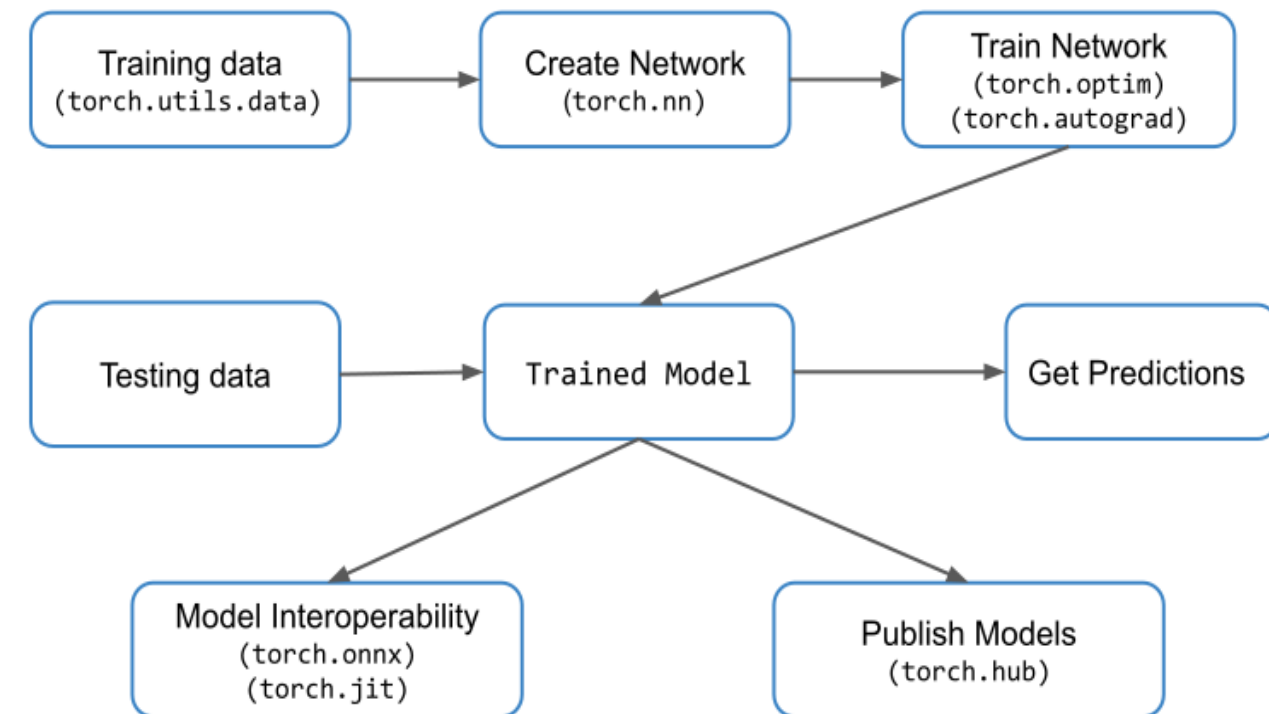 Training data
(torch.utils.data)
Create Network
(torch.nn)
Train Network
(torch.optim)
(torch.autograd)
Testing data
Trained Model
Get Predictions
Model Interoperability
(torch.onnx)
(torch.jit)
Publish Models
(torch.hub)